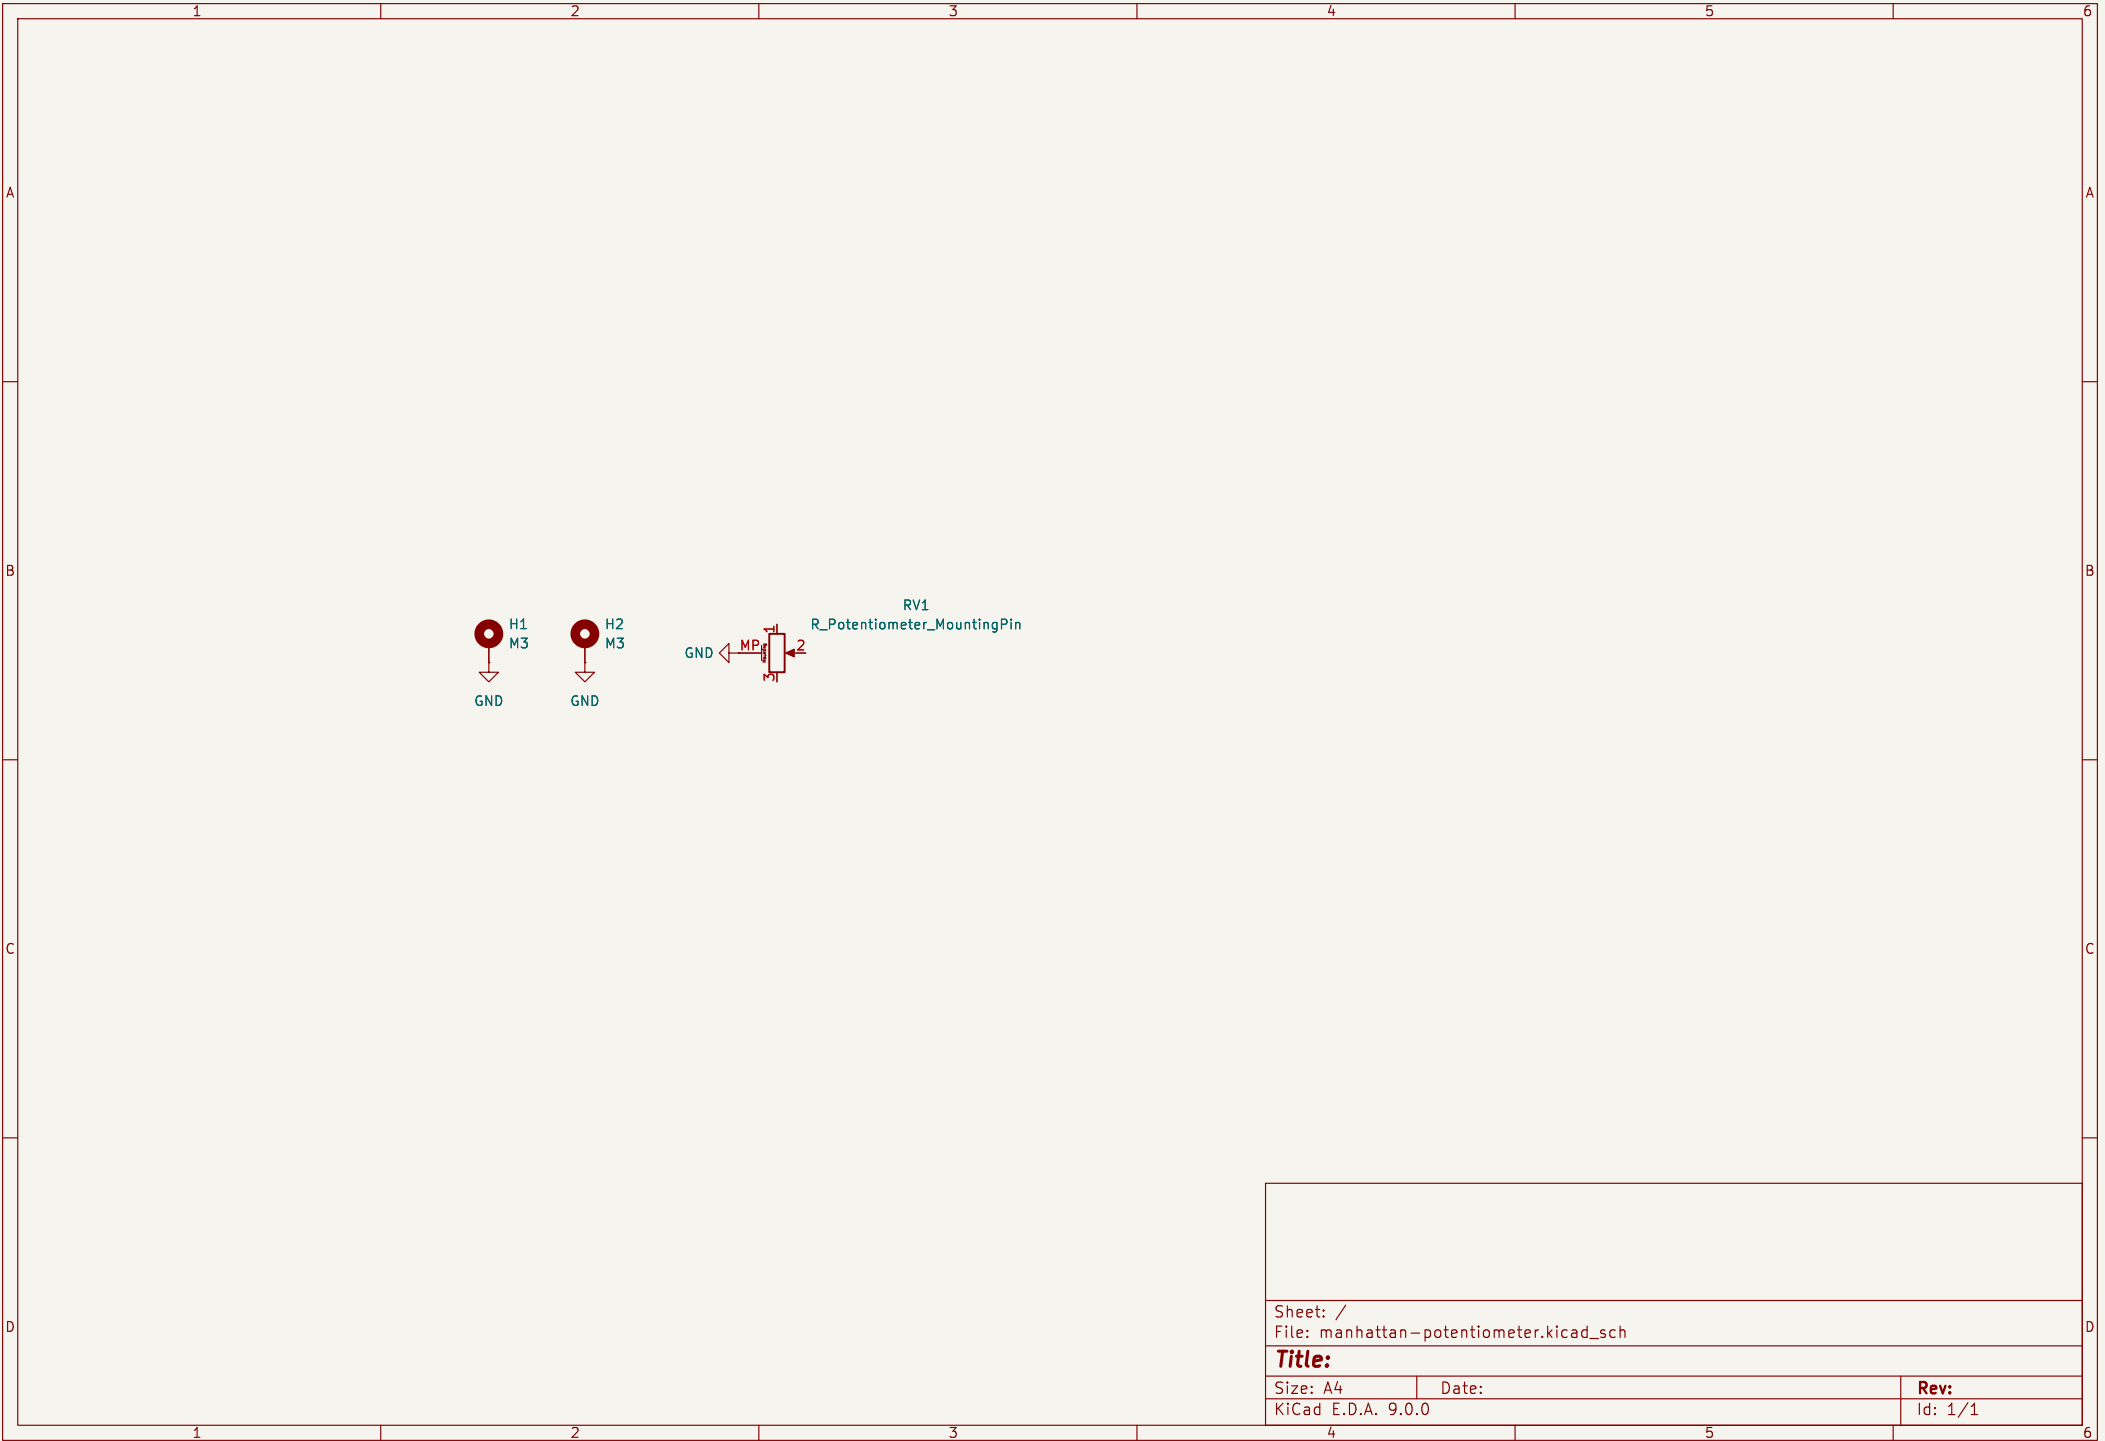 1 2 3 4 5 6
A A
B B
RV1
H1 H2 R_Potentiometer_MountingPin
M3 M3
1
GND MP 2
3
GND GND
C C
Sheet: /
D D
File: manhattan-potentiometer.kicad_sch
Title:
Size: A4 Date: Rev:
KiCad E.D.A. 9.0.0 Id: 1/1
1 2 3 4 5 6